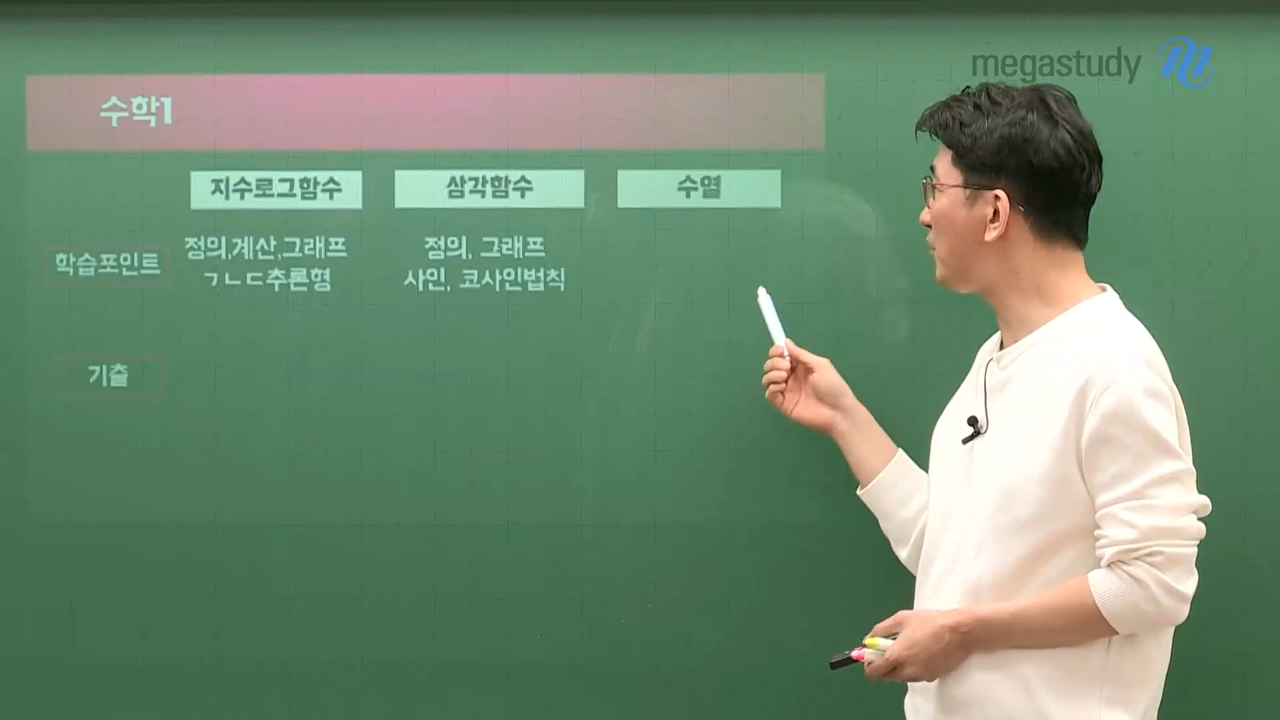 megastudy
수학1
지수로그함수 삼각함수 수열
학습포인트
정의,계산,그래프
ㄱㄴㄷ추론형
정의, 그래프
사인, 코사인법칙
기출